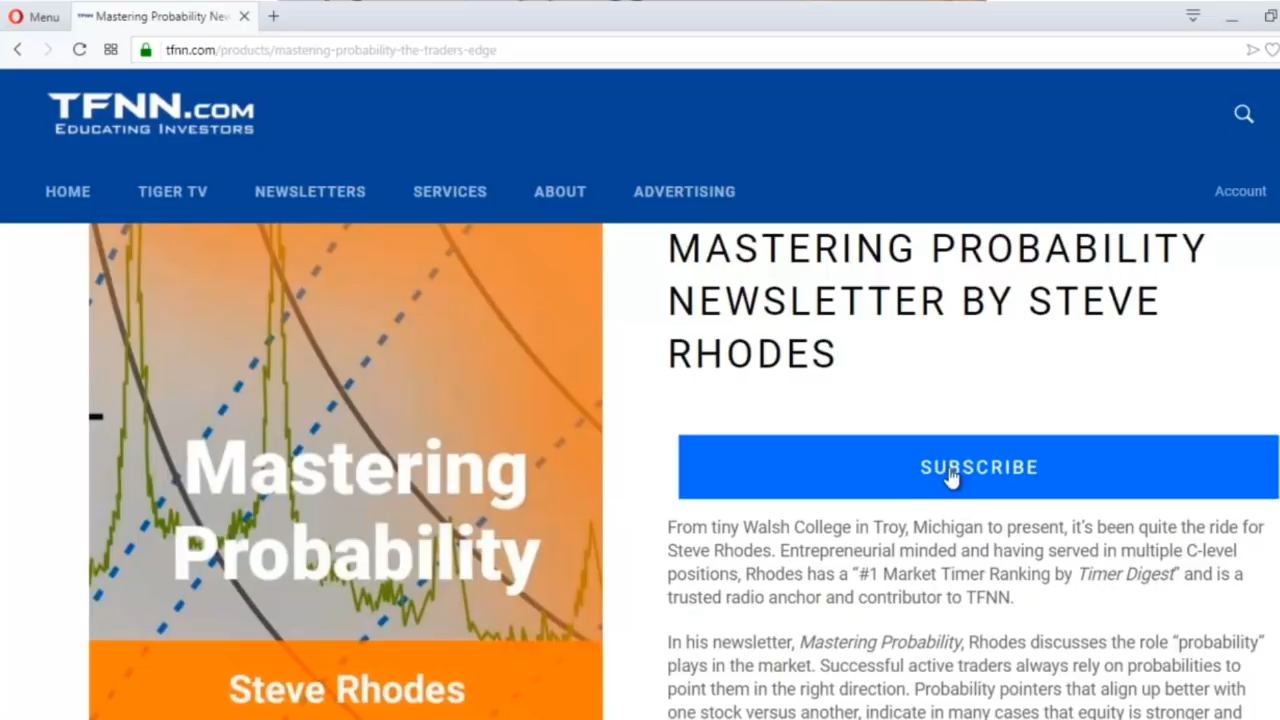 Menu
Mastering Probability New
tfnn.com/products/mastering-probability-the-traders-edge
TFNN.COM
EDUCATING INVESTORS
HOME TIGER TV NEWSLETTERS SERVICES ABOUT ADVERTISING Account
MASTERING PROBABILITY
NEWSLETTER BY STEVE
RHODES
Mastering
Probability
Steve Rhodes
SUBSCRIBE
From tiny Walsh College in Troy, Michigan to present, it's been quite the ride for
Steve Rhodes. Entrepreneurial minded and having served in multiple C-level
positions, Rhodes has a “#1 Market Timer Ranking by Timer Digest” and is a
trusted radio anchor and contributor to TFNN.
In his newsletter, Mastering Probability, Rhodes discusses the role “probability”
plays in the market. Successful active traders always rely on probabilities to
point them in the right direction. Probability pointers that align up better with
one stock versus another, indicate in many cases that equity is stronger and